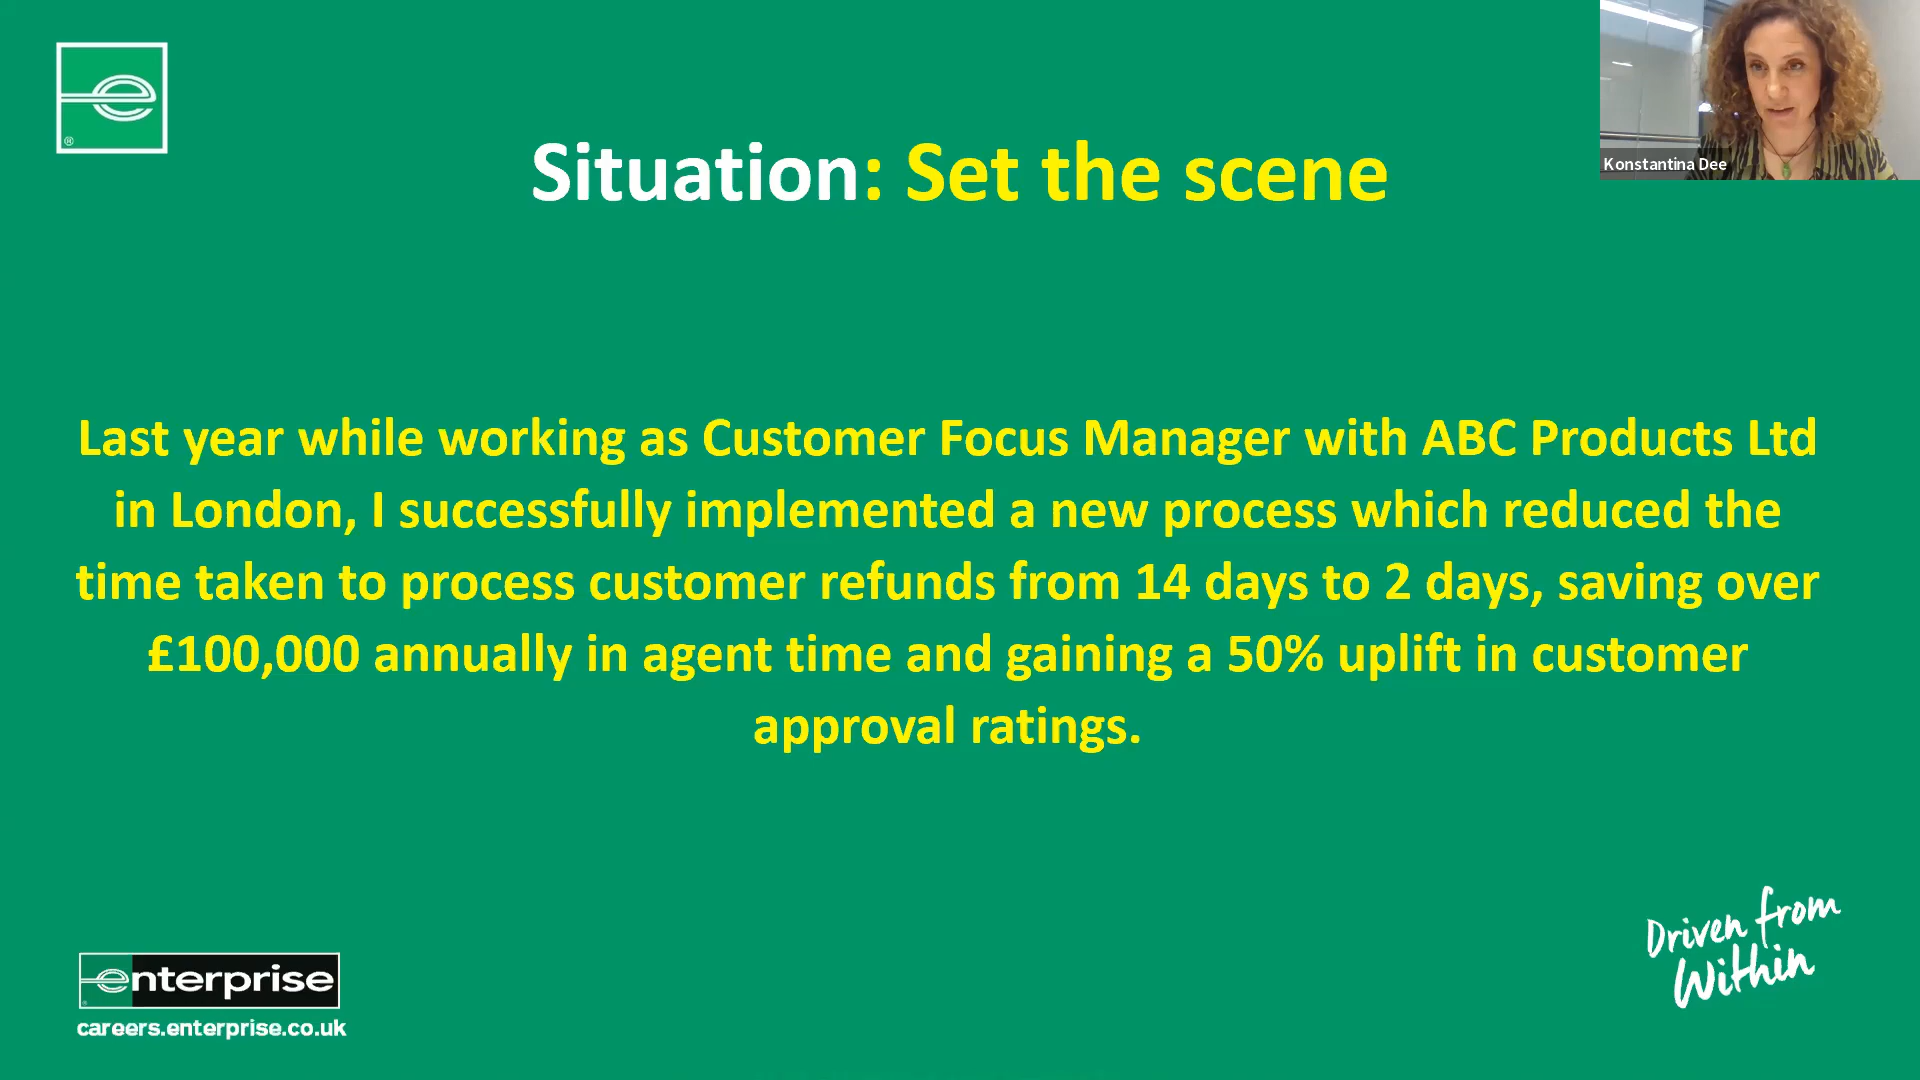 Situation: Set the scene
Konstantina Dee
Last year while working as Customer Focus Manager with ABC Products Ltd
in London, I successfully implemented a new process which reduced the
time taken to process customer refunds from 14 days to 2 days, saving over
£100,000 annually in agent time and gaining a 50% uplift in customer
approval ratings.
Driven from
Within
enterprise
careers.enterprise.co.uk